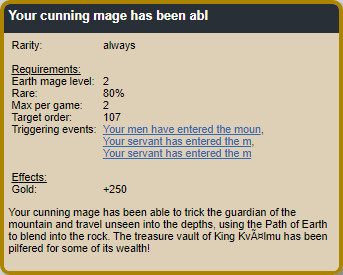 Your cunning mage has been abl
Rarity: always
Requirements:
Earth mage level: 2
Rare: 80%
Max per game: 2
Target order: 107
Triggering events: Your men have entered the moun,
Your servant has entered the m,
Your servant has entered the m
Effects:
Gold: +250
Your cunning mage has been able to trick the guardian of the
mountain and travel unseen into the depths, using the Path of Earth
to blend into the rock. The treasure vault of King KvÃ¤lmu has been
pilfered for some of its wealth!